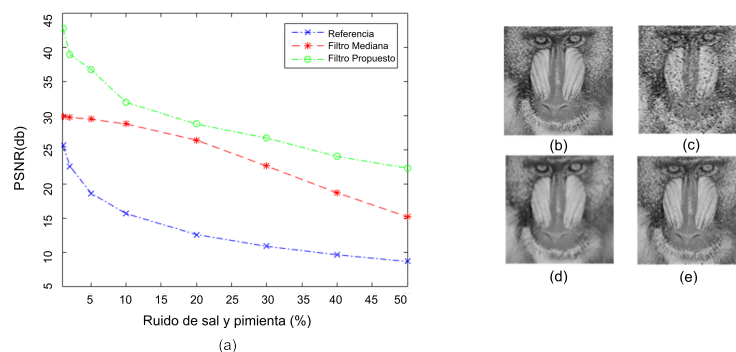 45
40
35
30
25
20
15
10
5
PSNR(db)
Referencia
Filtro Mediana
Filtro Propuesto
5 10 15 20 25 30 35 40 45 50
Ruido de sal y pimienta (%)
(a)
(b)
(c)
(d)
(e)